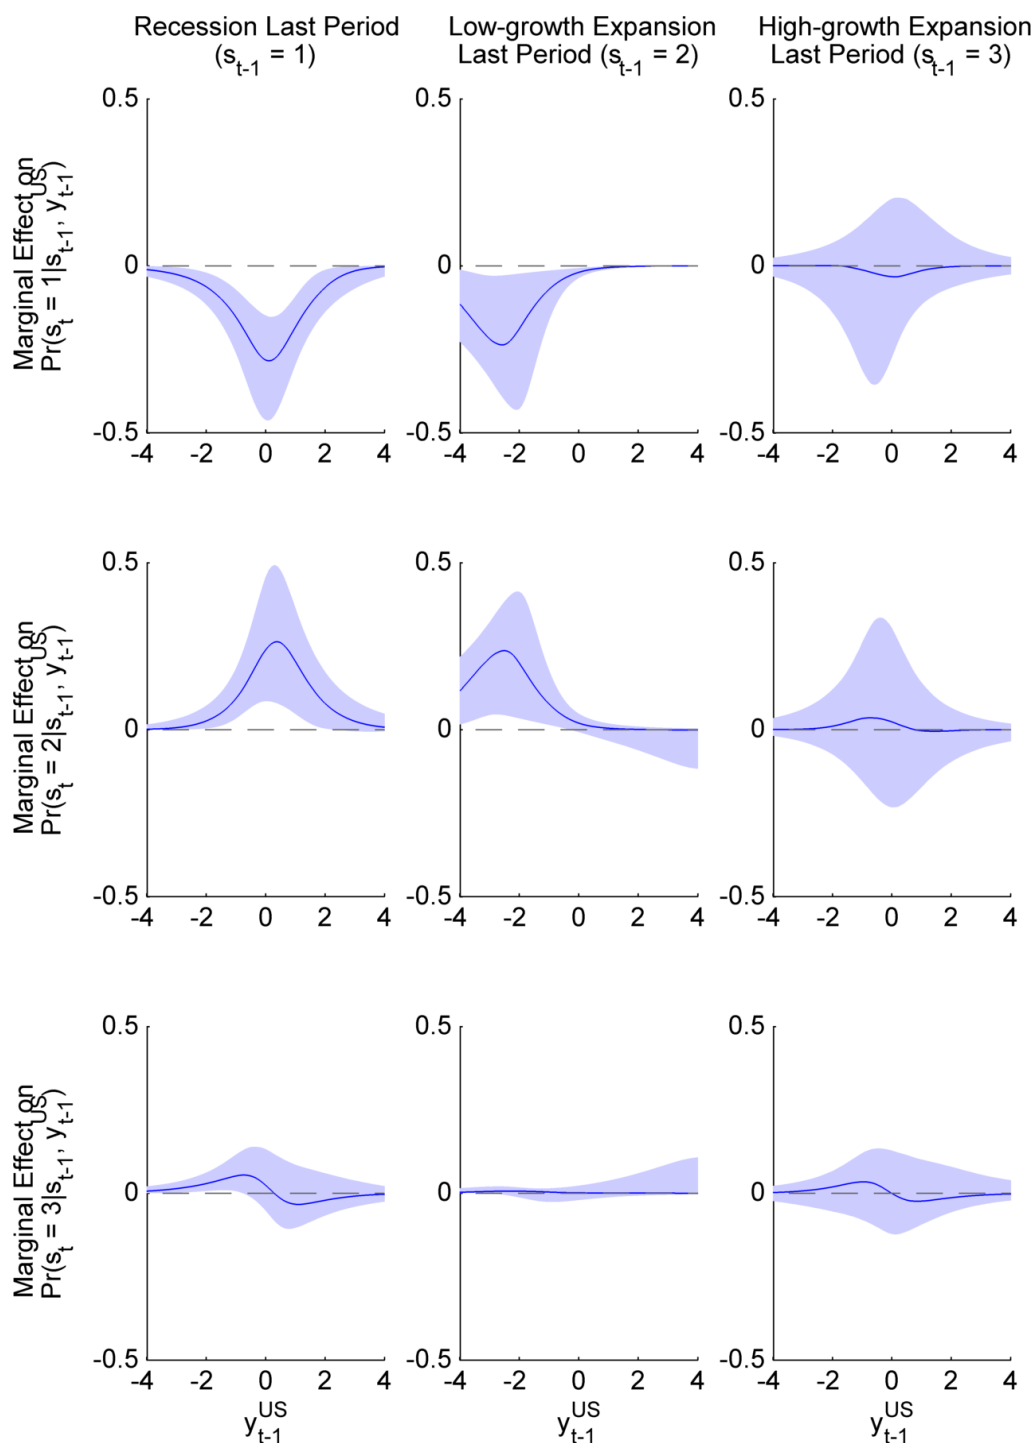 Recession Last Period
(s_{t-1} = 1)
Low-growth Expansion
Last Period (s_{t-1} = 2)
High-growth Expansion
Last Period (s_{t-1} = 3)
Marginal Effect on
Pr(s_t = 1|s_{t-1}, y_{t-1}^{US})
0.5
0
-0.5
-4 -2 0 2 4
0.5
0
-0.5
-4 -2 0 2 4
0.5
0
-0.5
-4 -2 0 2 4
Marginal Effect on
Pr(s_t = 2|s_{t-1}, y_{t-1}^{US})
0.5
0
-0.5
-4 -2 0 2 4
0.5
0
-0.5
-4 -2 0 2 4
0.5
0
-0.5
-4 -2 0 2 4
Marginal Effect on
Pr(s_t = 3|s_{t-1}, y_{t-1}^{US})
0.5
0
-0.5
-4 -2 0 2 4
y_{t-1}^{US}
0.5
0
-0.5
-4 -2 0 2 4
y_{t-1}^{US}
0.5
0
-0.5
-4 -2 0 2 4
y_{t-1}^{US}